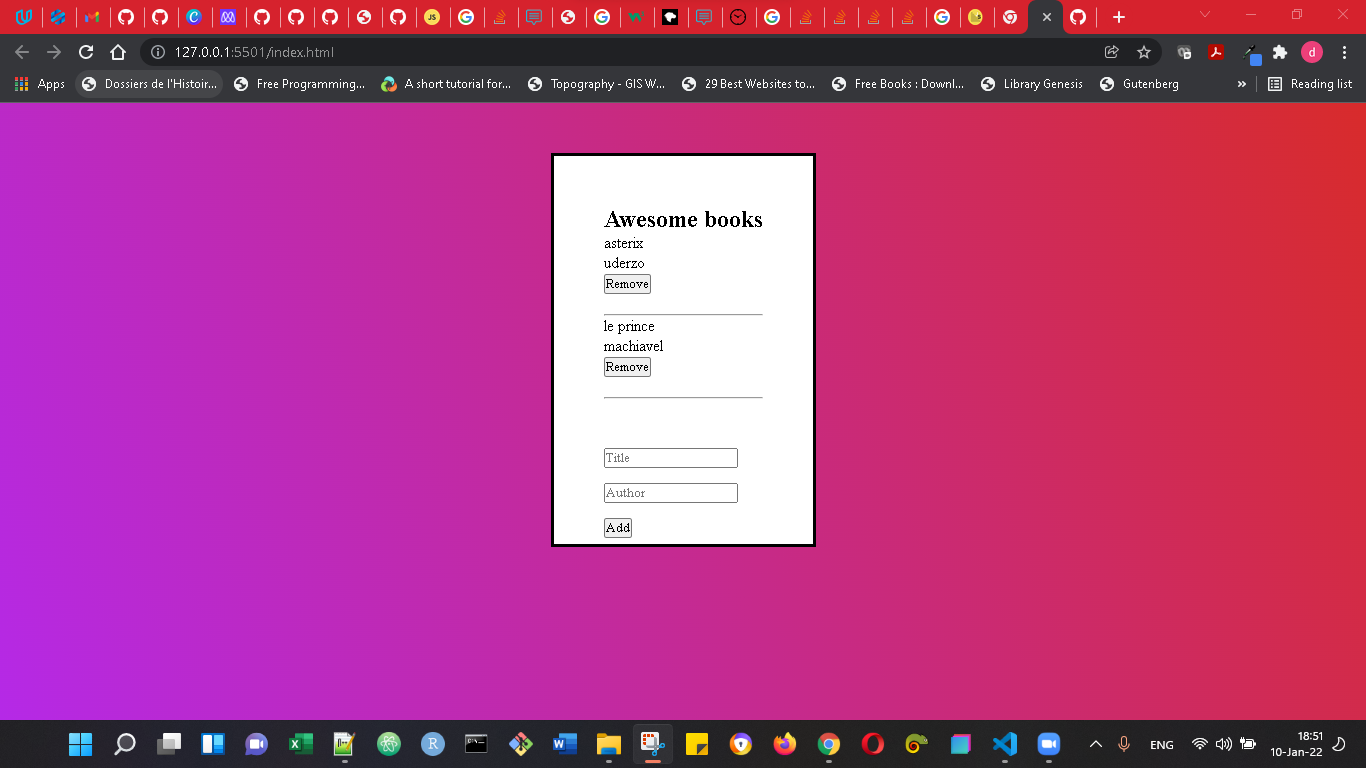 127.0.0.1:5501/index.html
d
Apps
Dossiers de l'Histoir...
Free Programming...
A short tutorial for...
Topography - GIS W...
29 Best Websites to...
Free Books : Downl...
Library Genesis
Gutenberg
»
Reading list
Awesome books
asterix
uderzo
Remove
le prince
machiavel
Remove
Title
Author
Add
ENG
18:51
10-Jan-22